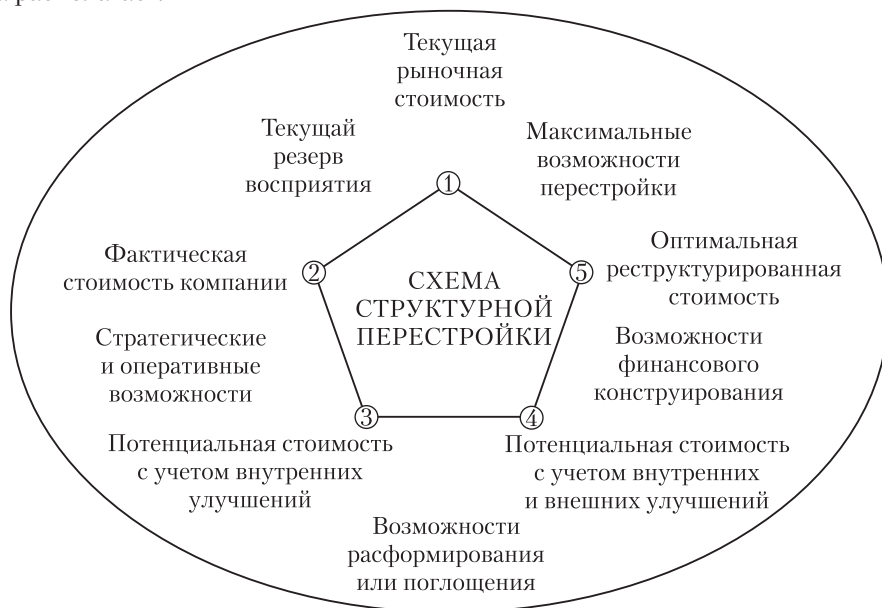 Текущая
рыночная
стоимость
Текущай
резерв
восприятия
Максимальные
возможности
перестройки
1
Фактическая
стоимость компании
2
5
Оптимальная
реструктурированная
стоимость
СХЕМА
СТРУКТУРНОЙ
ПЕРЕСТРОЙКИ
Стратегические
и оперативные
возможности
Возможности
финансового
конструирования
3
4
Потенциальная стоимость
с учетом внутренних
улучшений
Потенциальная стоимость
с учетом внутренних
и внешних улучшений
Возможности
расформирования
или поглощения